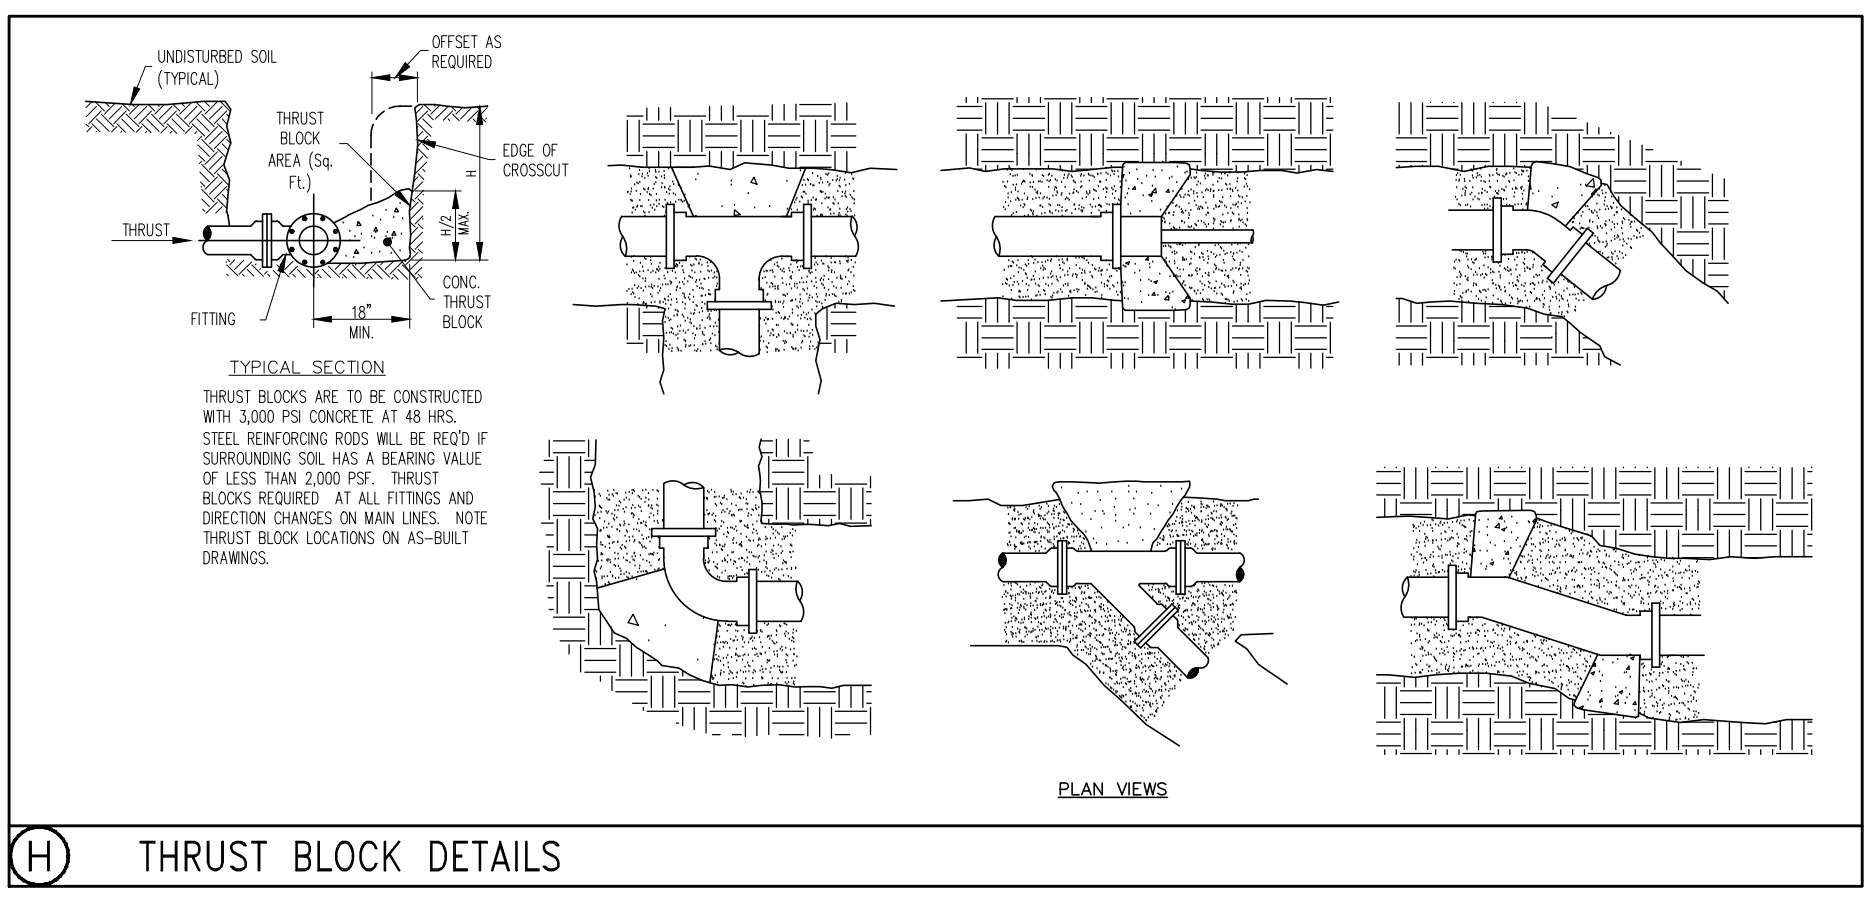 UNDISTURBED SOIL
(TYPICAL)
OFFSET AS
REQUIRED
THRUST
BLOCK
AREA (Sq.
Ft.)
EDGE OF
CROSSCUT
H
H/2
MAX.
THRUST
CONC.
THRUST
BLOCK
FITTING
18"
MIN.
TYPICAL SECTION
THRUST BLOCKS ARE TO BE CONSTRUCTED
WITH 3,000 PSI CONCRETE AT 48 HRS.
STEEL REINFORCING RODS WILL BE REQ'D IF
SURROUNDING SOIL HAS A BEARING VALUE
OF LESS THAN 2,000 PSF. THRUST
BLOCKS REQUIRED AT ALL FITTINGS AND
DIRECTION CHANGES ON MAIN LINES. NOTE
THRUST BLOCK LOCATIONS ON AS-BUILT
DRAWINGS.
PLAN VIEWS
H
THRUST BLOCK DETAILS